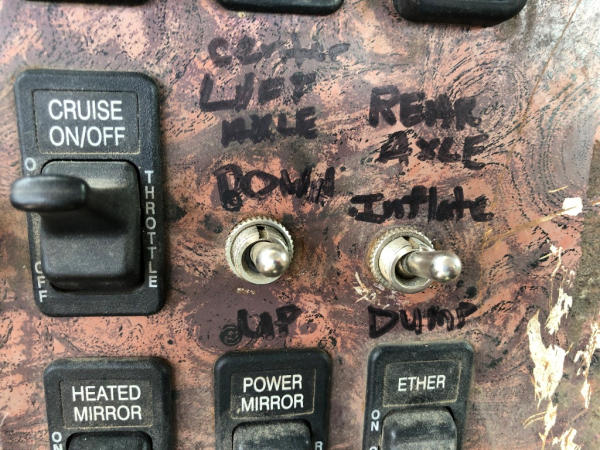 CRUISE
ON/OFF
THROTTLE
OFF
LIFT
AXLE
DOWN
UP
REAR
AXLE
Inflate
DUMP
HEATED
MIRROR
ON
POWER
MIRROR
R
ETHER
ON